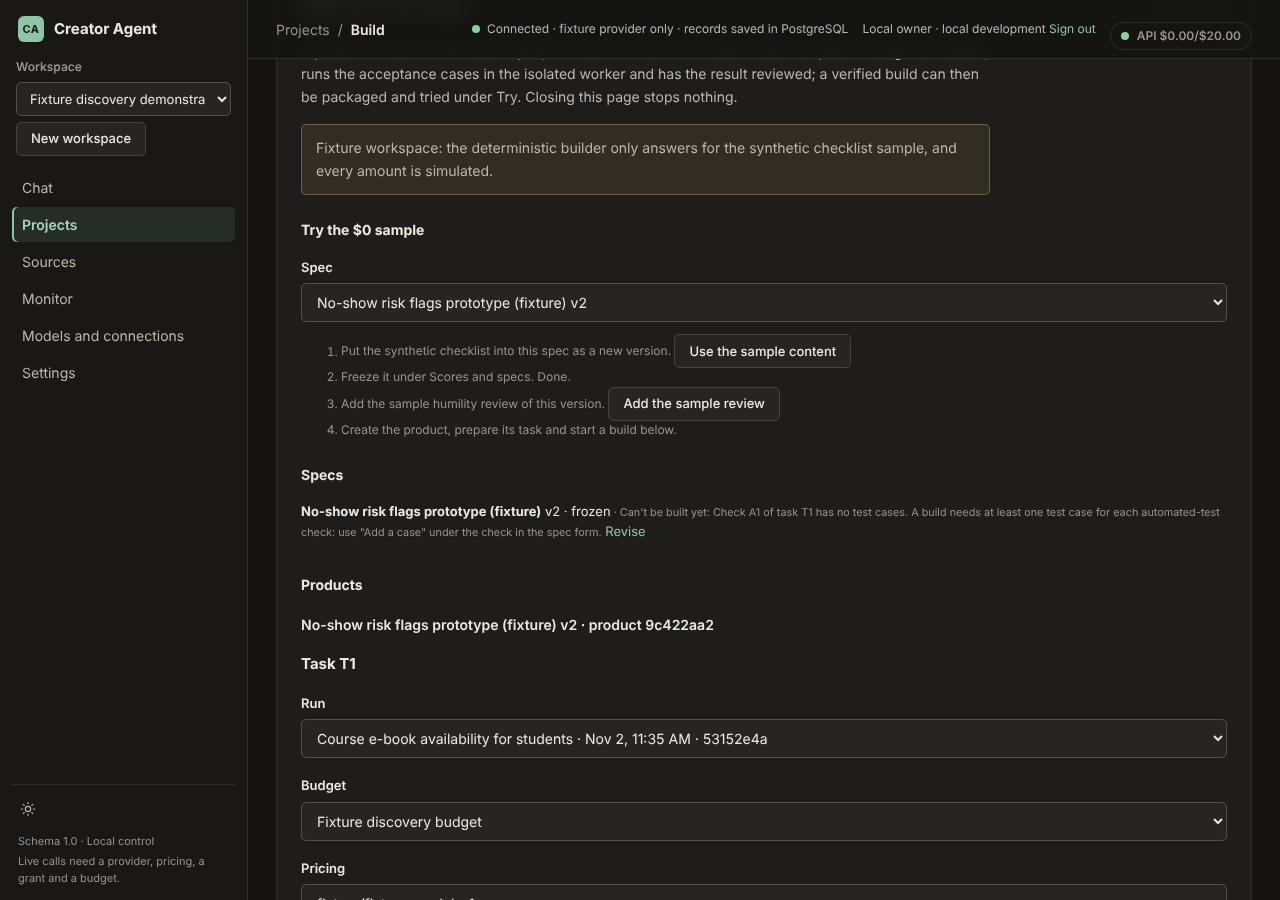 CA
Creator Agent
Workspace
Fixture discovery demonstra
New workspace
Chat
Projects
Sources
Monitor
Models and connections
Settings
Schema 1.0 · Local control
Live calls need a provider, pricing, a
grant and a budget.
Projects / Build
Connected · fixture provider only · records saved in PostgreSQL
Local owner · local development Sign out
API $0.00/$20.00
runs the acceptance cases in the isolated worker and has the result reviewed; a verified build can then
be packaged and tried under Try. Closing this page stops nothing.
Fixture workspace: the deterministic builder only answers for the synthetic checklist sample, and
every amount is simulated.
Try the $0 sample
Spec
No-show risk flags prototype (fixture) v2
1. Put the synthetic checklist into this spec as a new version. Use the sample content
2. Freeze it under Scores and specs. Done.
3. Add the sample humility review of this version. Add the sample review
4. Create the product, prepare its task and start a build below.
Specs
No-show risk flags prototype (fixture) v2 · frozen · Can't be built yet: Check A1 of task T1 has no test cases. A build needs at least one test case for each automated-test
check: use "Add a case" under the check in the spec form. Revise
Products
No-show risk flags prototype (fixture) v2 · product 9c422aa2
Task T1
Run
Course e-book availability for students · Nov 2, 11:35 AM · 53152e4a
Budget
Fixture discovery budget
Pricing